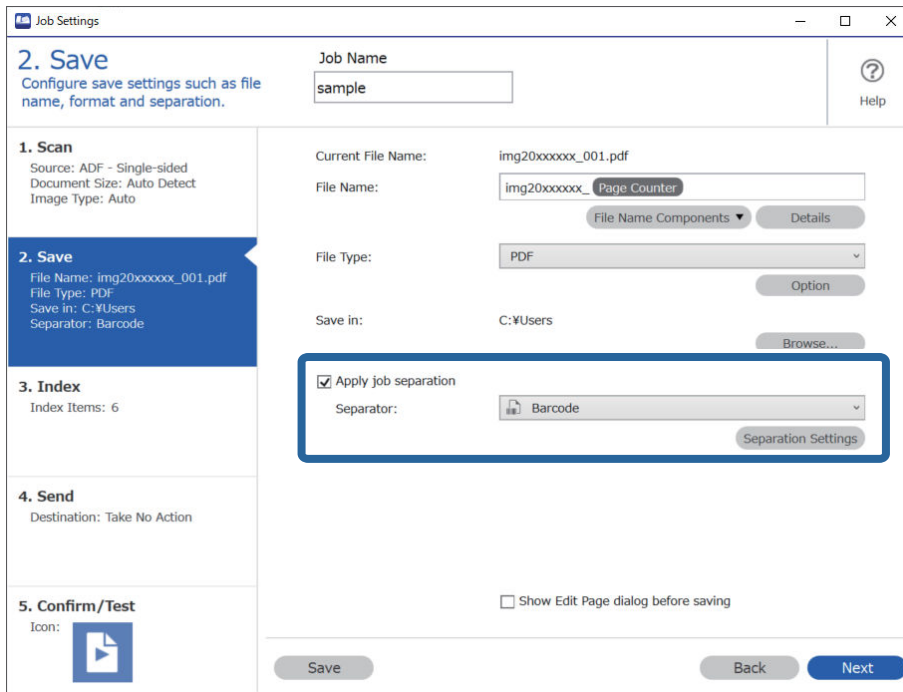 Job Settings
2. Save
Configure save settings such as file
name, format and separation.
Job Name
sample
Help
1. Scan
Source: ADF - Single-sided
Document Size: Auto Detect
Image Type: Auto
2. Save
File Name: img20xxxxxx_001.pdf
File Type: PDF
Save in: C:¥Users
Separator: Barcode
3. Index
Index Items: 6
4. Send
Destination: Take No Action
5. Confirm/Test
Icon:
Current File Name: img20xxxxxx_001.pdf
File Name: img20xxxxxx_ Page Counter
File Name Components ▼ Details
File Type: PDF
Option
Save in: C:¥Users
Browse...
Apply job separation
Separator: Barcode
Separation Settings
Show Edit Page dialog before saving
Save Back Next